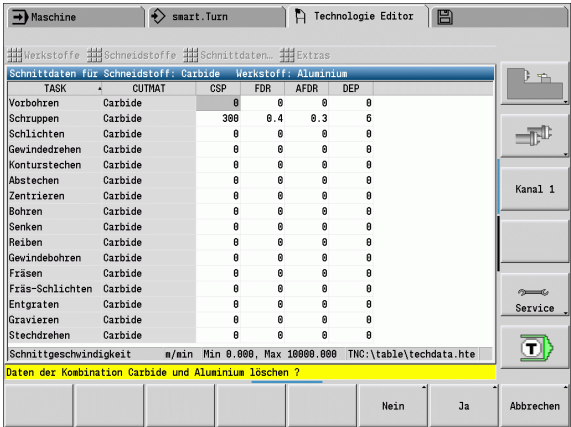 Maschine smart.Turn Technologie Editor
Werkstoffe Schneidstoffe Schnittdaten… Extras
Schnittdaten für Schneidstoff: Carbide Werkstoff: Aluminium
TASK CUTMAT CSP FDR AFDR DEP
Vorbohren Carbide 0 0 0 0
Schruppen Carbide 300 0.4 0.3 6
Schlichten Carbide 0 0 0 0
Gewindedrehen Carbide 0 0 0 0
Konturstechen Carbide 0 0 0 0
Abstechen Carbide 0 0 0 0
Zentrieren Carbide 0 0 0 0
Bohren Carbide 0 0 0 0
Senken Carbide 0 0 0 0
Reiben Carbide 0 0 0 0
Gewindebohren Carbide 0 0 0 0
Fräsen Carbide 0 0 0 0
Fräs-Schlichten Carbide 0 0 0 0
Entgraten Carbide 0 0 0 0
Gravieren Carbide 0 0 0 0
Stechdrehen Carbide 0 0 0 0
Schnittgeschwindigkeit m/min Min 0.000, Max 10000.000 TNC:\table\techdata.hte
Daten der Kombination Carbide und Aluminium löschen ?
Kanal 1
Service
T
Nein Ja Abbrechen